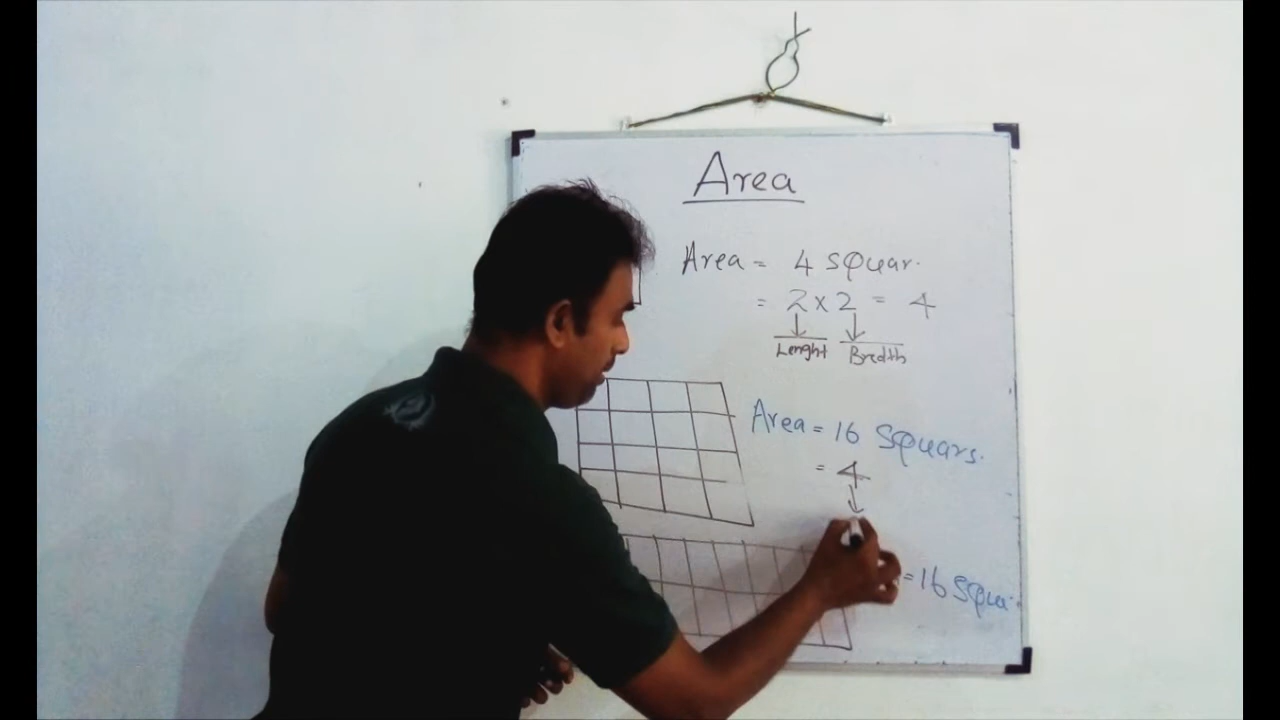 Area
Area = 4 squar.
= 2 x 2 = 4
Lenght Bredth
Area = 16 Squars.
= 4
= 16 Squa